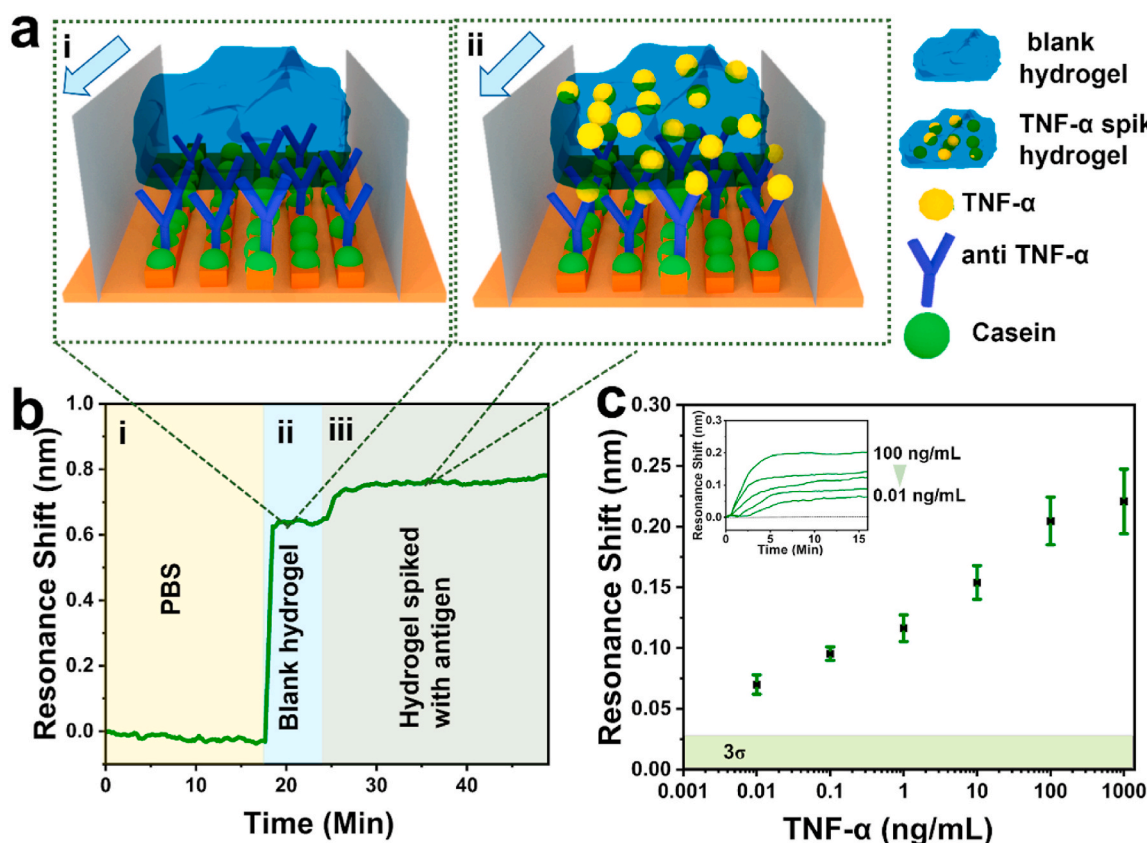 a
i
ii
blank
hydrogel
TNF-α spik
hydrogel
TNF-α
anti TNF-α
Casein
b
Resonance Shift (nm)
1.0
0.8
0.6
0.4
0.2
0.0
i
ii
iii
PBS
Blank hydrogel
Hydrogel spiked
with antigen
0
10
20
30
40
Time (Min)
c
Resonance Shift (nm)
0.30
0.25
0.20
0.15
0.10
0.05
0.00
Resonance Shift (nm)
0.3
0.2
0.1
0.0
0
5
10
15
Time (Min)
100 ng/mL
0.01 ng/mL
3σ
0.001
0.01
0.1
1
10
100
1000
TNF-α (ng/mL)